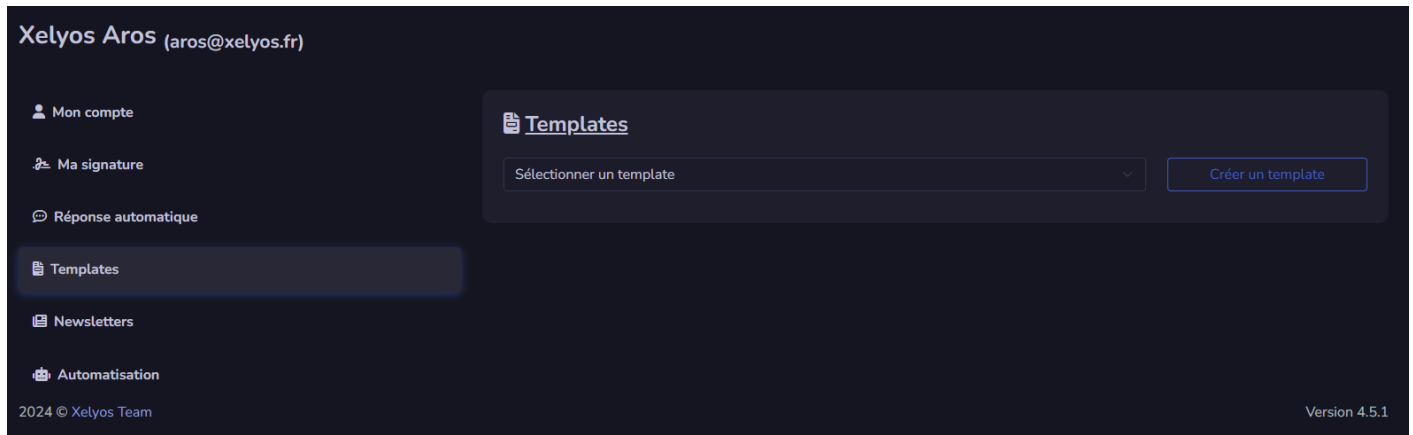 Xelyos Aros (aros@xelyos.fr)
Mon compte
Ma signature
Réponse automatique
Templates
Newsletters
Automatisation
Templates
Sélectionner un template
Créer un template
2024 © Xelyos Team
Version 4.5.1